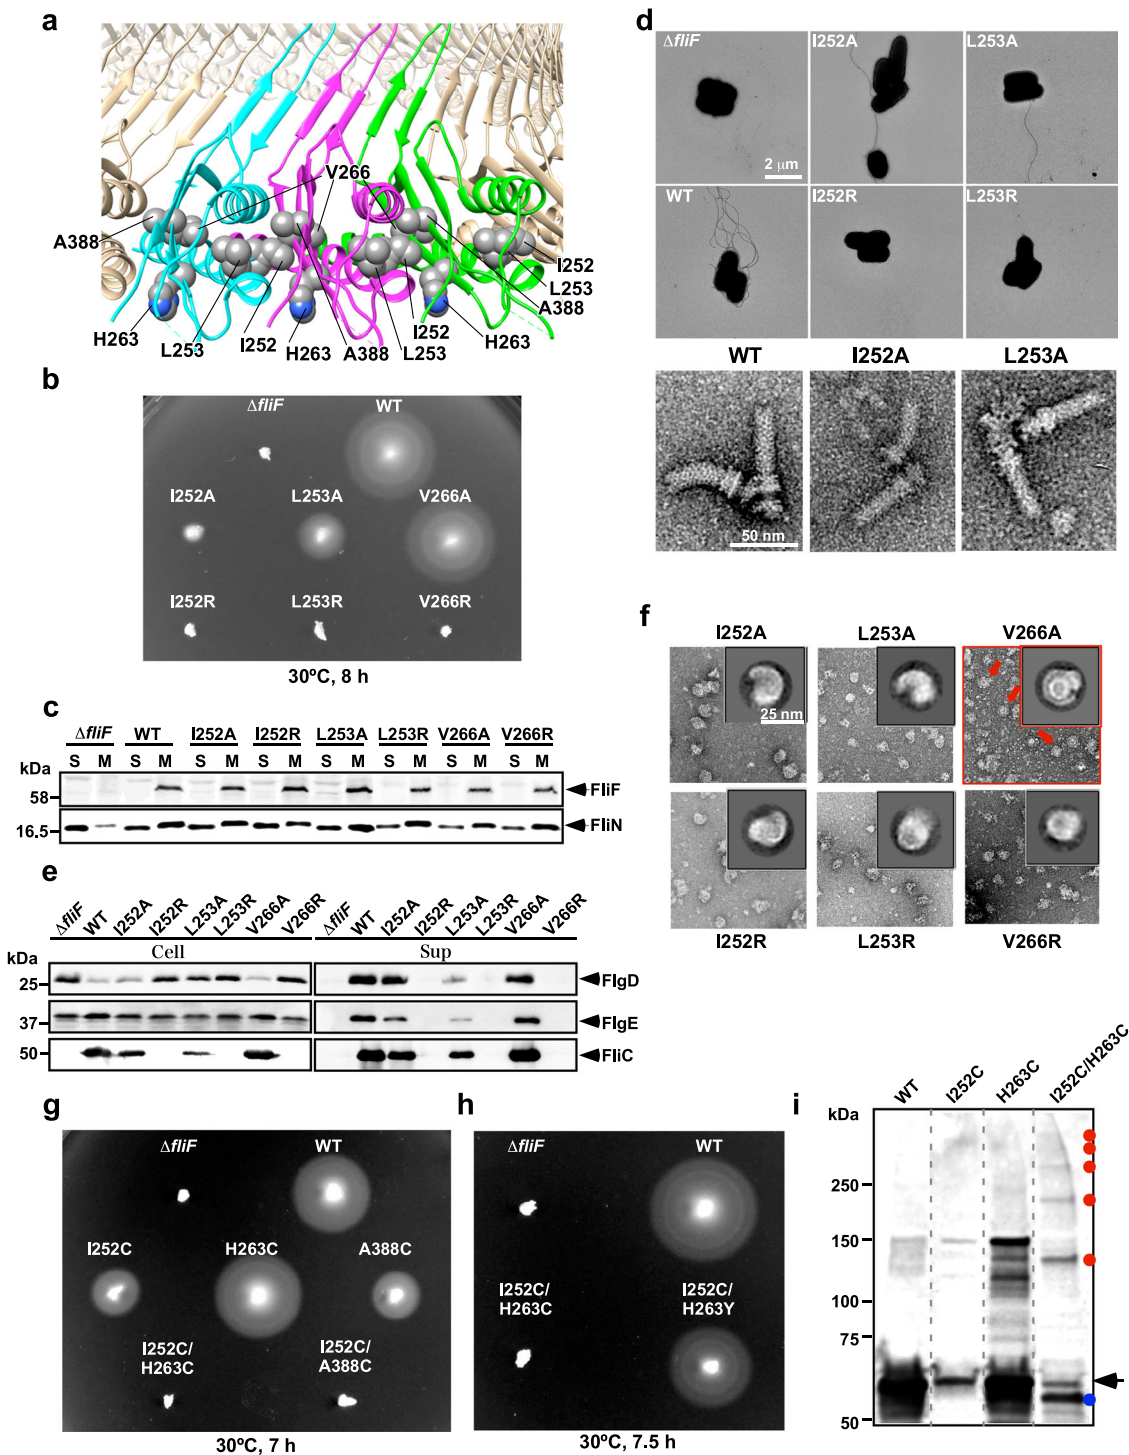 a
V266
A388
H263
L253
I252
H263
A388
L253
I252
H263
A388
L253
I252
b
ΔfliF WT
I252A L253A V266A
I252R L253R V266R
30ºC, 8 h
c
ΔfliF WT I252A I252R L253A L253R V266A V266R
S M S M S M S M S M S M S M S M
kDa
58
FliF
16.5
FliN
d
ΔfliF I252A L253A
2 μm
WT I252R L253R
WT I252A L253A
50 nm
e
ΔfliF WT I252A I252R L253A L253R V266A V266R ΔfliF WT I252A I252R L253A L253R V266A V266R
Cell Sup
kDa
25
FlgD
37
FlgE
50
FliC
f
I252A L253A V266A
25 nm
I252R L253R V266R
g
ΔfliF WT
I252C H263C A388C
I252C/
H263C
I252C/
A388C
30ºC, 7 h
h
ΔfliF WT
I252C/
H263C
I252C/
H263Y
30ºC, 7.5 h
i
WT I252C H263C I252C/H263C
kDa
250
150
100
75
50